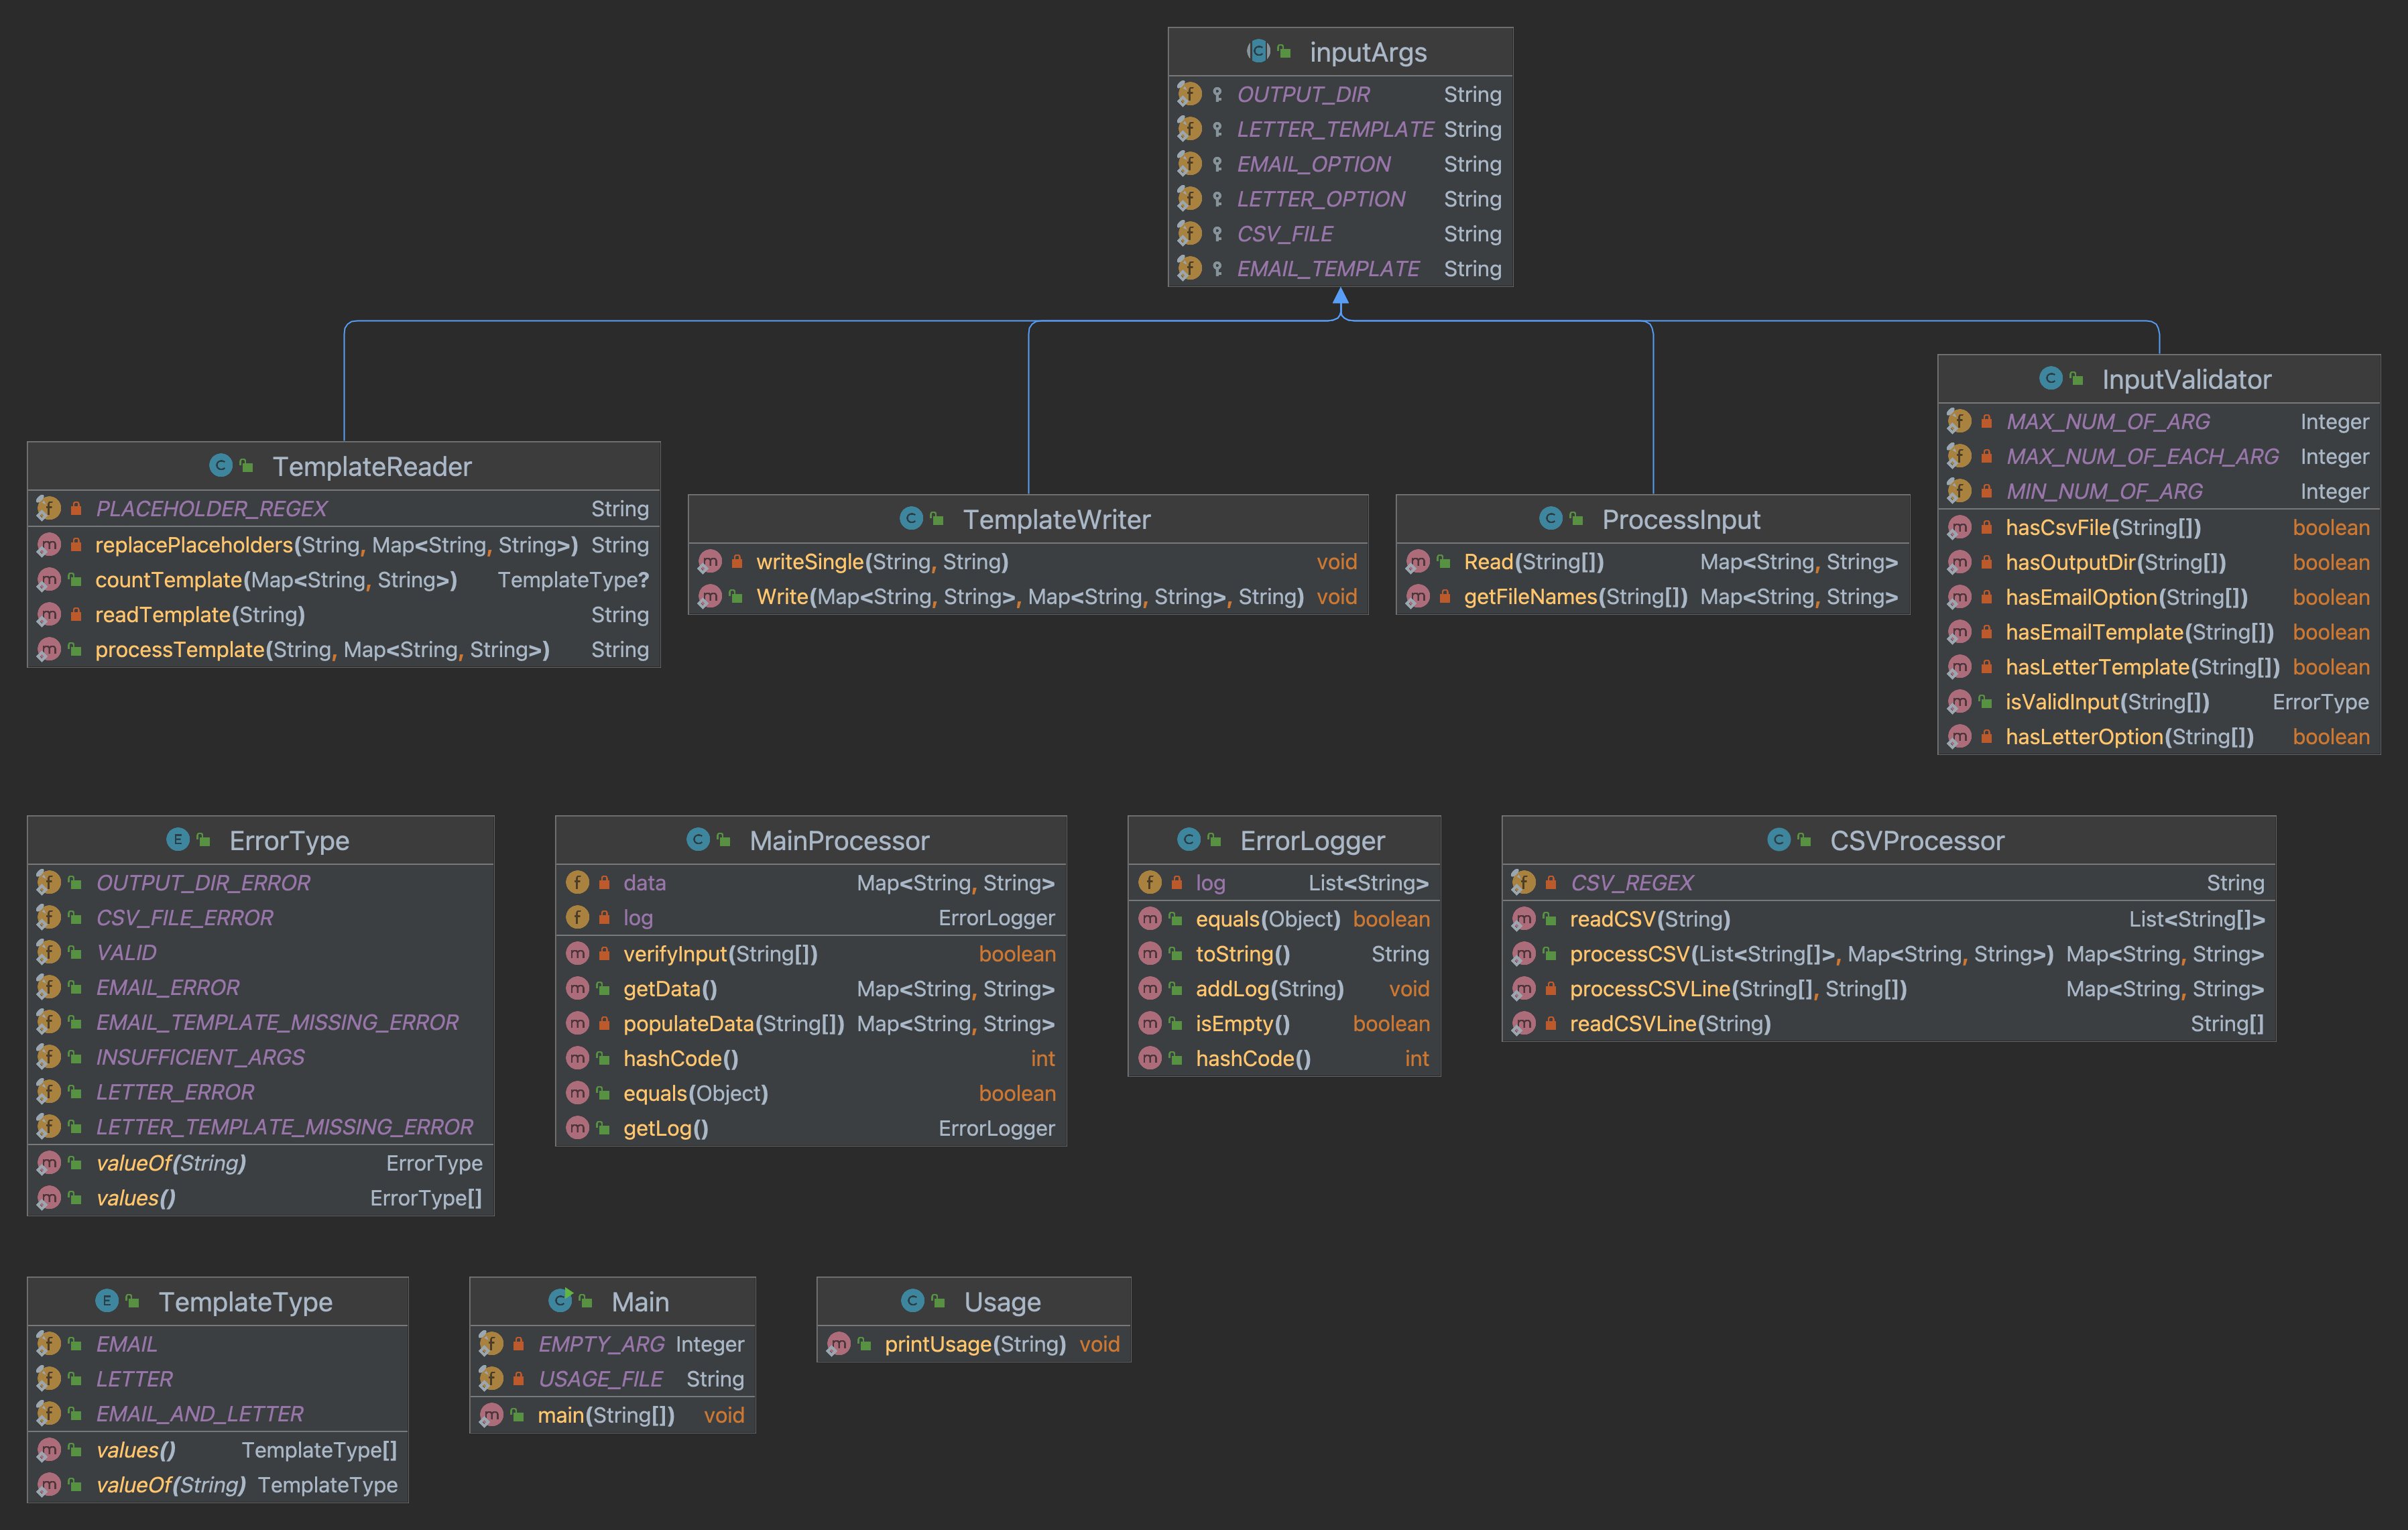 inputArgs
OUTPUT_DIR String
LETTER_TEMPLATE String
EMAIL_OPTION String
LETTER_OPTION String
CSV_FILE String
EMAIL_TEMPLATE String
TemplateReader
PLACEHOLDER_REGEX String
replacePlaceholders(String, Map<String, String>) String
countTemplate(Map<String, String>) TemplateType?
readTemplate(String) String
processTemplate(String, Map<String, String>) String
TemplateWriter
writeSingle(String, String) void
Write(Map<String, String>, Map<String, String>, String) void
ProcessInput
Read(String[]) Map<String, String>
getFileNames(String[]) Map<String, String>
InputValidator
MAX_NUM_OF_ARG Integer
MAX_NUM_OF_EACH_ARG Integer
MIN_NUM_OF_ARG Integer
hasCsvFile(String[]) boolean
hasOutputDir(String[]) boolean
hasEmailOption(String[]) boolean
hasEmailTemplate(String[]) boolean
hasLetterTemplate(String[]) boolean
isValidInput(String[]) ErrorType
hasLetterOption(String[]) boolean
ErrorType
OUTPUT_DIR_ERROR
CSV_FILE_ERROR
VALID
EMAIL_ERROR
EMAIL_TEMPLATE_MISSING_ERROR
INSUFFICIENT_ARGS
LETTER_ERROR
LETTER_TEMPLATE_MISSING_ERROR
valueOf(String) ErrorType
values() ErrorType[]
MainProcessor
data Map<String, String>
log ErrorLogger
verifyInput(String[]) boolean
getData() Map<String, String>
populateData(String[]) Map<String, String>
hashCode() int
equals(Object) boolean
getLog() ErrorLogger
ErrorLogger
log List<String>
equals(Object) boolean
toString() String
addLog(String) void
isEmpty() boolean
hashCode() int
CSVProcessor
CSV_REGEX String
readCSV(String) List<String[]>
processCSV(List<String[]>, Map<String, String>) Map<String, String>
processCSVLine(String[], String[]) Map<String, String>
readCSVLine(String) String[]
TemplateType
EMAIL
LETTER
EMAIL_AND_LETTER
values() TemplateType[]
valueOf(String) TemplateType
Main
EMPTY_ARG Integer
USAGE_FILE String
main(String[]) void
Usage
printUsage(String) void